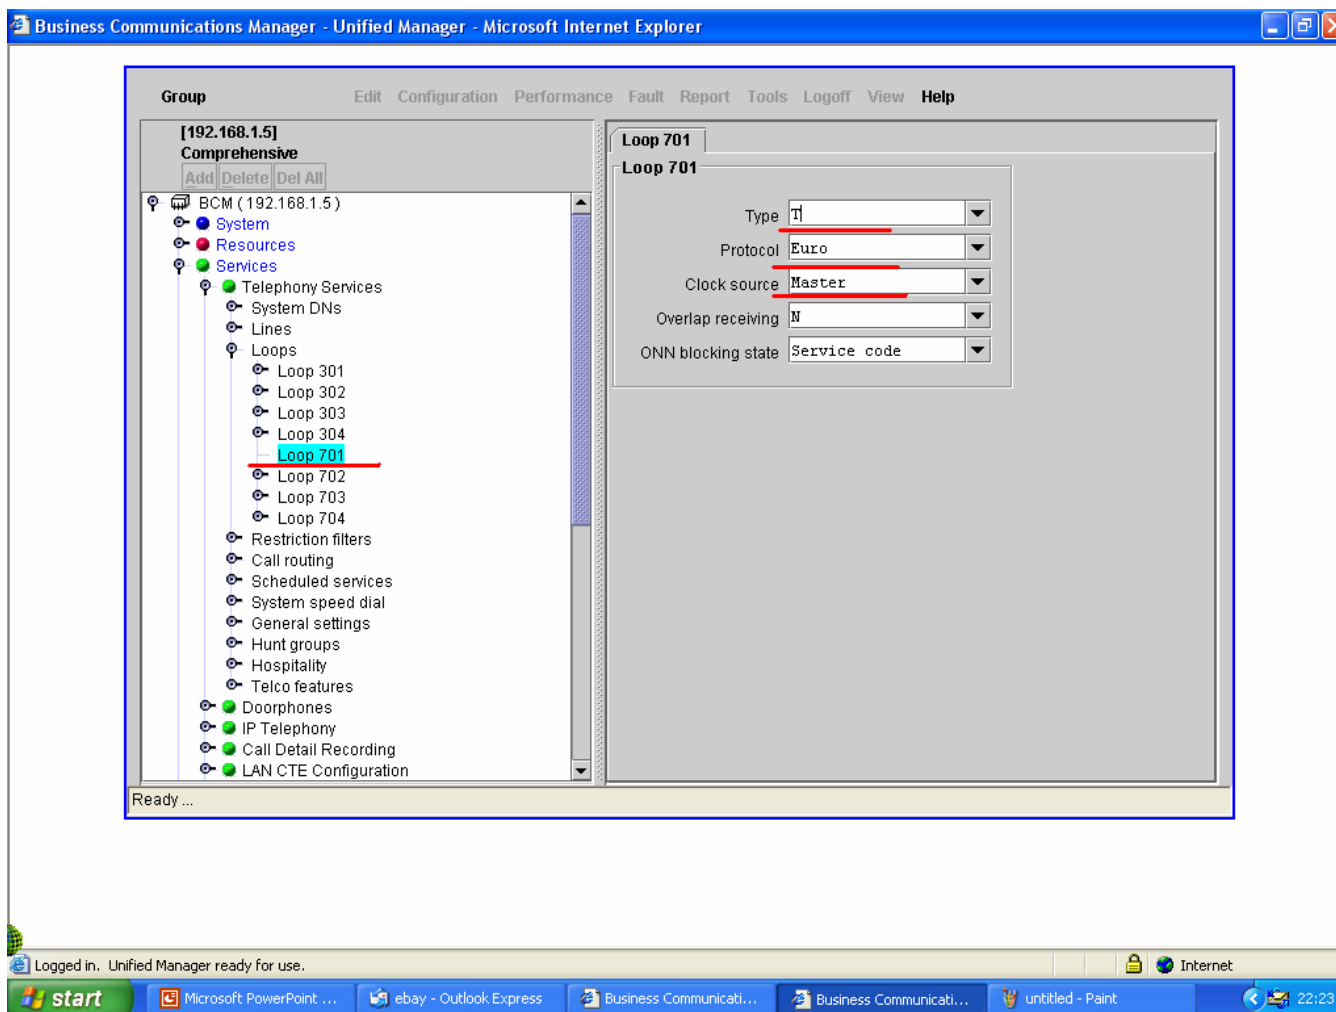 Business Communications Manager - Unified Manager - Microsoft Internet Explorer
Group Edit Configuration Performance Fault Report Tools Logoff View Help
[192.168.1.5]
Comprehensive
Add Delete Del All
BCM (192.168.1.5)
System
Resources
Services
Telephony Services
System DNs
Lines
Loops
Loop 301
Loop 302
Loop 303
Loop 304
Loop 701
Loop 702
Loop 703
Loop 704
Restriction filters
Call routing
Scheduled services
System speed dial
General settings
Hunt groups
Hospitality
Telco features
Doorphones
IP Telephony
Call Detail Recording
LAN CTE Configuration
Loop 701
Loop 701
Type T
Protocol Euro
Clock source Master
Overlap receiving N
ONN blocking state Service code
Ready ...
Logged in. Unified Manager ready for use. Internet
start Microsoft PowerPoint ... ebay - Outlook Express Business Communicati... Business Communicati... untitled - Paint 22:23